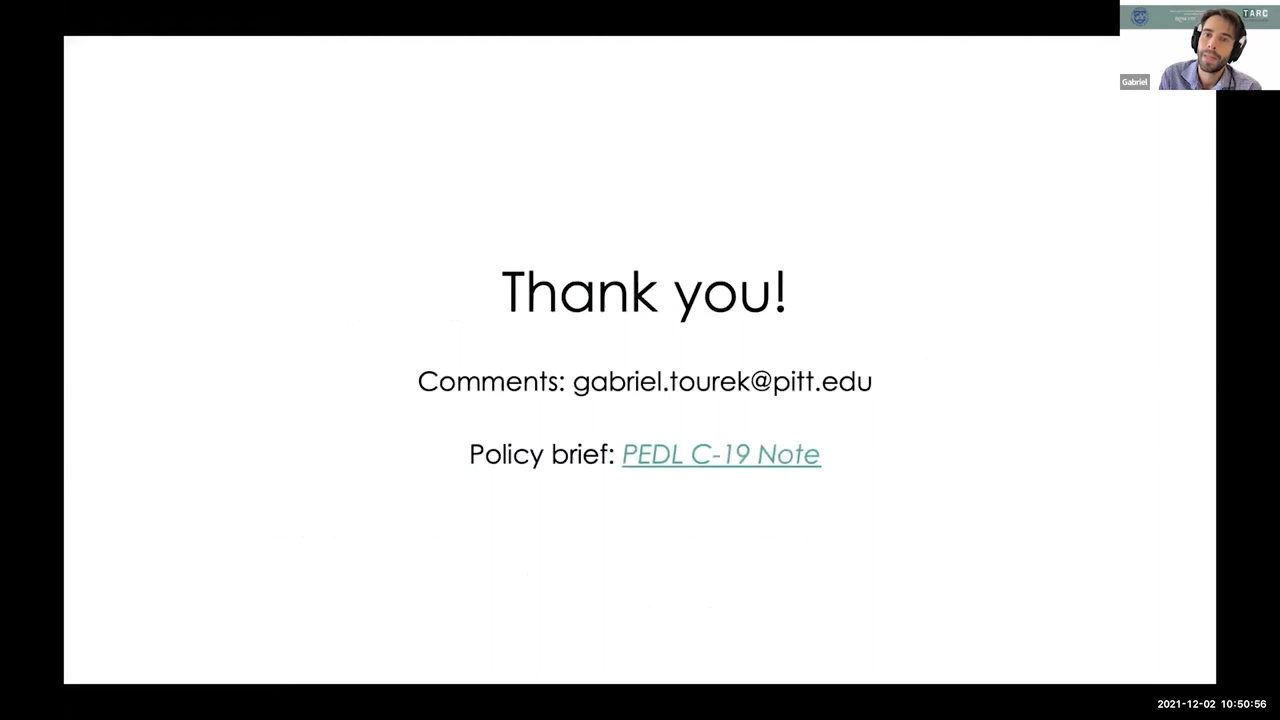 TARC
Gabriel
Thank you!
Comments: gabriel.tourek@pitt.edu
Policy brief: PEDL C-19 Note
2021-12-02 10:50:56